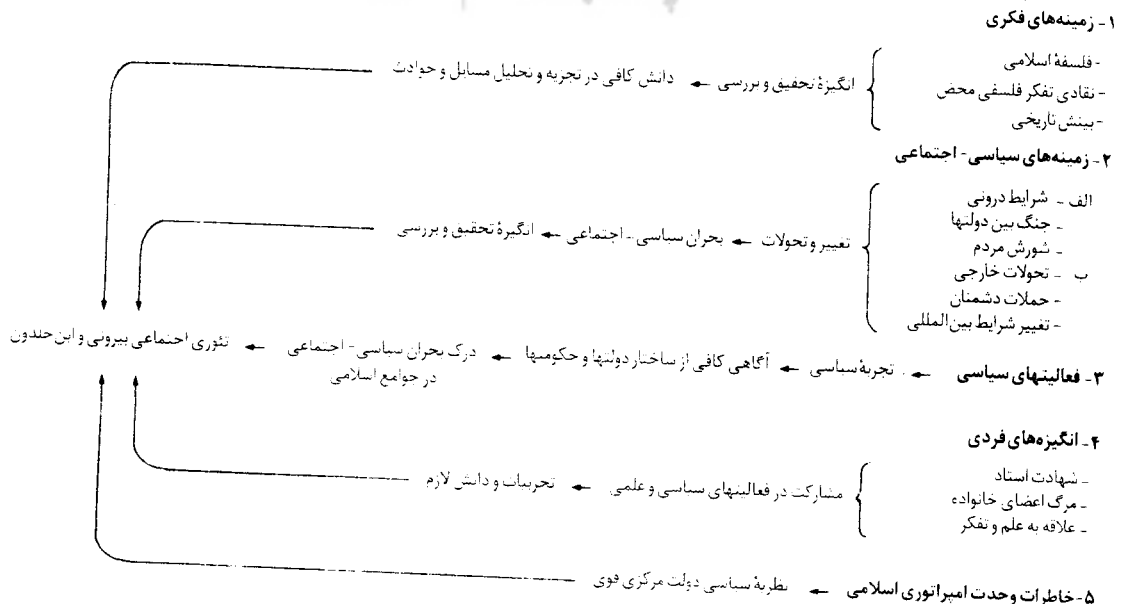 ۱- زمینه‌های فکری
- فلسفهٔ اسلامی
- نقادی تفکر فلسفی محض
- بینش تاریخی
انگیزهٔ تحقیق و بررسی ← دانش کافی در تجزیه و تحلیل مسایل و حوادث
۲- زمینه‌های سیاسی- اجتماعی
الف - شرایط درونی
- جنگ بین دولتها
- شورش مردم
ب - تحولات خارجی
- حملات دشمنان
- تغییر شرایط بین‌المللی
تغییر و تحولات ← بحران سیاسی - اجتماعی ← انگیزهٔ تحقیق و بررسی
۳- فعالیتهای سیاسی ← تجربهٔ سیاسی ← آگاهی کافی از ساختار دولتها و حکومتها ← درک بحران سیاسی- اجتماعی ← تئوری اجتماعی بیرونی و ابن خلدون
در جوامع اسلامی
۴- انگیزه‌های فردی
- شهادت استاد
- مرگ اعضای خانواده
- علاقه به علم و تفکر
مشارکت در فعالیتهای سیاسی و علمی ← تجربیات و دانش لازم
۵- خاطرات وحدت امپراتوری اسلامی ← نظریهٔ سیاسی دولت مرکزی قوی